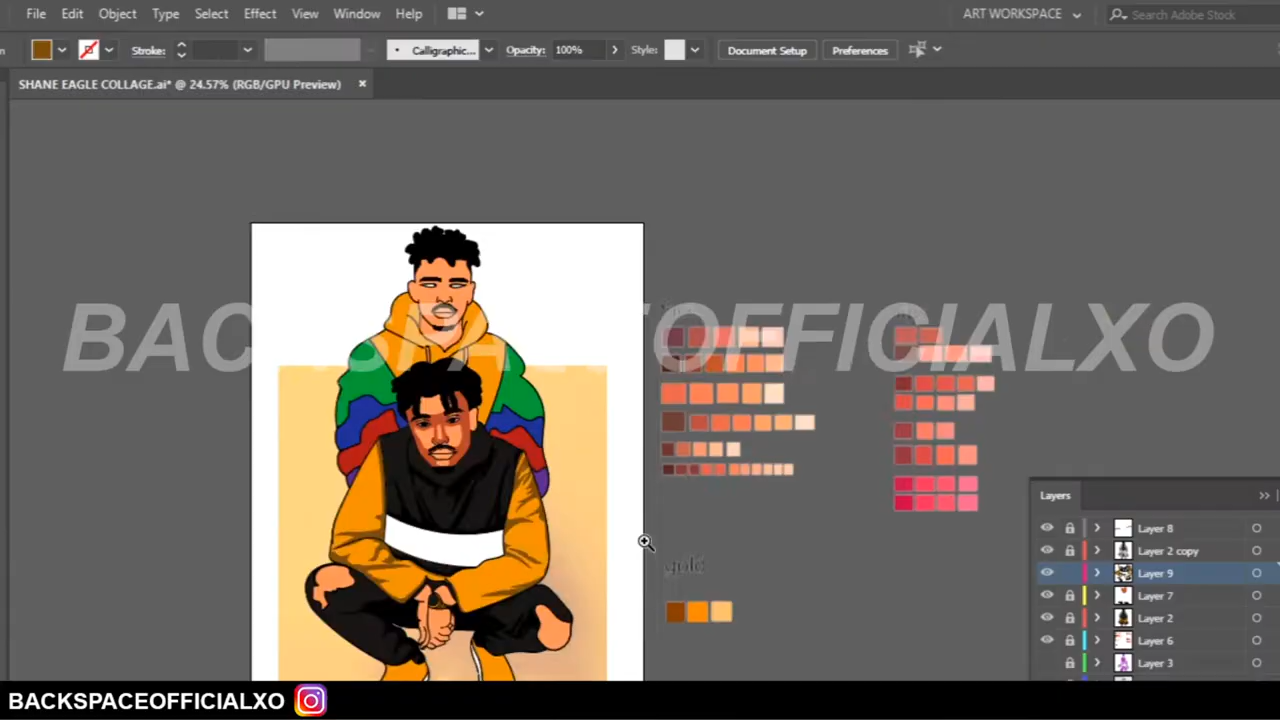 File Edit Object Type Select Effect View Window Help ART WORKSPACE Search Adobe Stock
Stroke: Calligraphic... Opacity: 100% Style: Document Setup Preferences
SHANE EAGLE COLLAGE.ai* @ 24.57% (RGB/GPU Preview) ×
BACKSPACEOFFICIALXO
gold:
Layers
Layer 8
Layer 2 copy
Layer 9
Layer 7
Layer 2
Layer 6
Layer 3
BACKSPACEOFFICIALXO